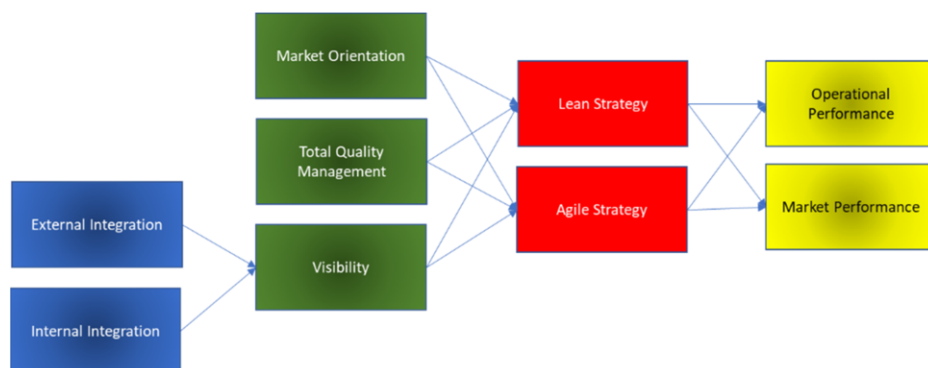 Market Orientation
Total Quality
Management
External Integration
Internal Integration
Visibility
Lean Strategy
Agile Strategy
Operational
Performance
Market Performance